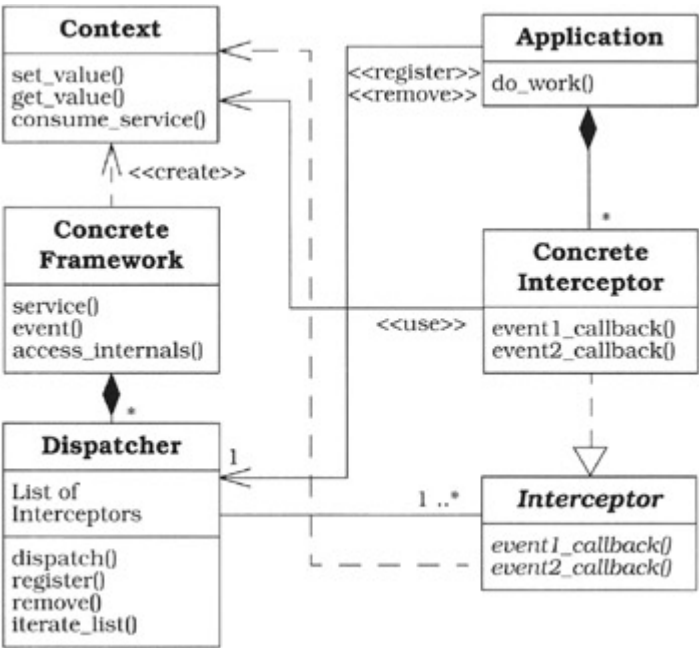 Context
set_value()
get_value()
consume_service()
Application
do_work()
<<register>>
<<remove>>
<<create>>
*
Concrete
Framework
service()
event()
access_internals()
Concrete
Interceptor
event1_callback()
event2_callback()
<<use>>
*
Dispatcher
List of
Interceptors
dispatch()
register()
remove()
iterate_list()
1
1 ..*
Interceptor
event1_callback()
event2_callback()